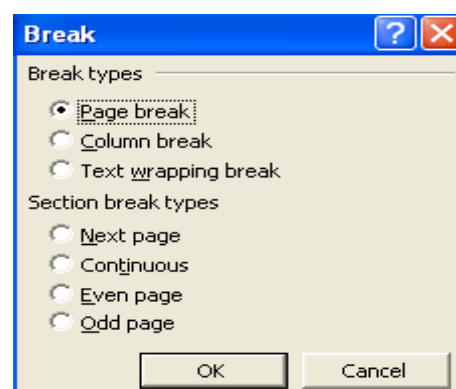 Break
Break types
Page break
Column break
Text wrapping break
Section break types
Next page
Continuous
Even page
Odd page
OK Cancel